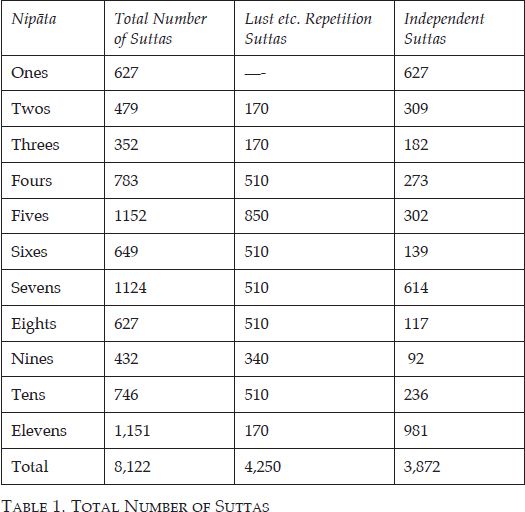 Nipāta Total Number of Suttas Lust etc. Repetition Suttas Independent Suttas
Ones 627 —- 627
Twos 479 170 309
Threes 352 170 182
Fours 783 510 273
Fives 1152 850 302
Sixes 649 510 139
Sevens 1124 510 614
Eights 627 510 117
Nines 432 340 92
Tens 746 510 236
Elevens 1,151 170 981
Total 8,122 4,250 3,872
Table 1. Total Number of Suttas